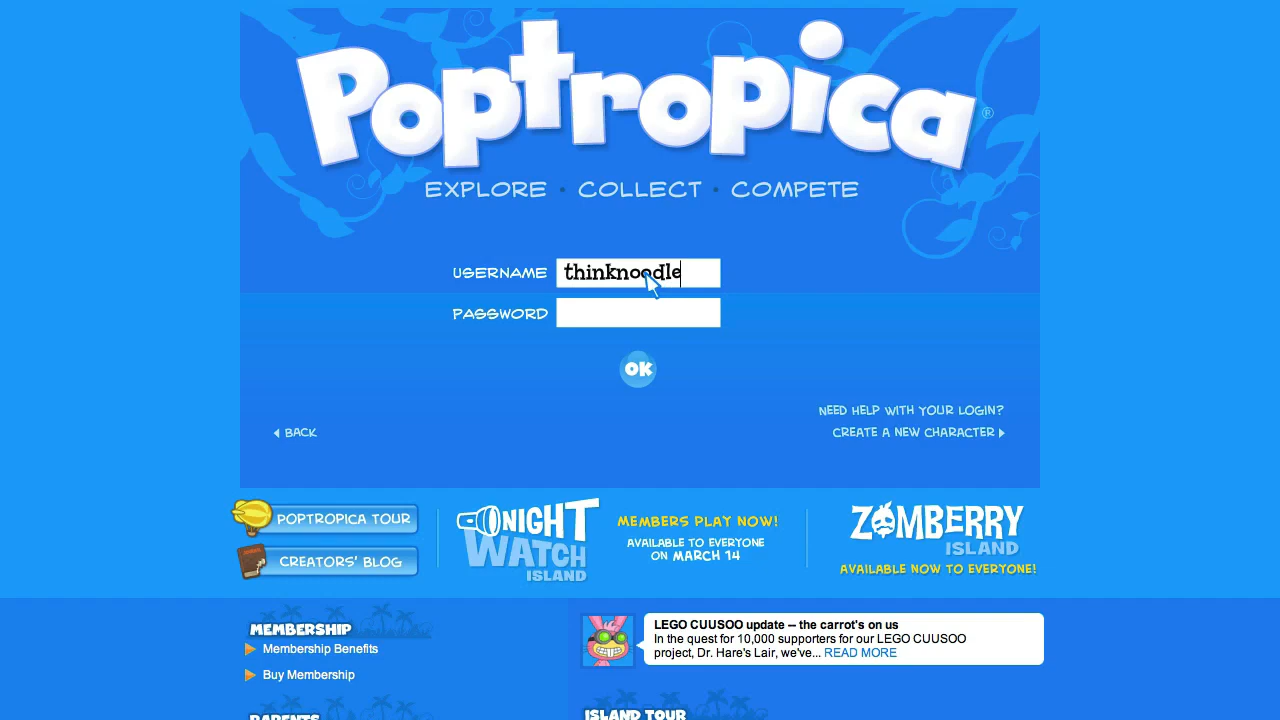 Poptropica®
EXPLORE • COLLECT • COMPETE
USERNAME thinknoodle
PASSWORD
OK
NEED HELP WITH YOUR LOGIN?
BACK
CREATE A NEW CHARACTER
POPTROPICA TOUR
CREATORS' BLOG
NIGHT
WATCH
ISLAND
MEMBERS PLAY NOW!
AVAILABLE TO EVERYONE
ON MARCH 14
ZOMBERRY
ISLAND
AVAILABLE NOW TO EVERYONE!
MEMBERSHIP
Membership Benefits
Buy Membership
PARENTS
LEGO CUUSOO update – the carrot's on us
In the quest for 10,000 supporters for our LEGO CUUSOO
project, Dr. Hare's Lair, we've... READ MORE
ISLAND TOUR